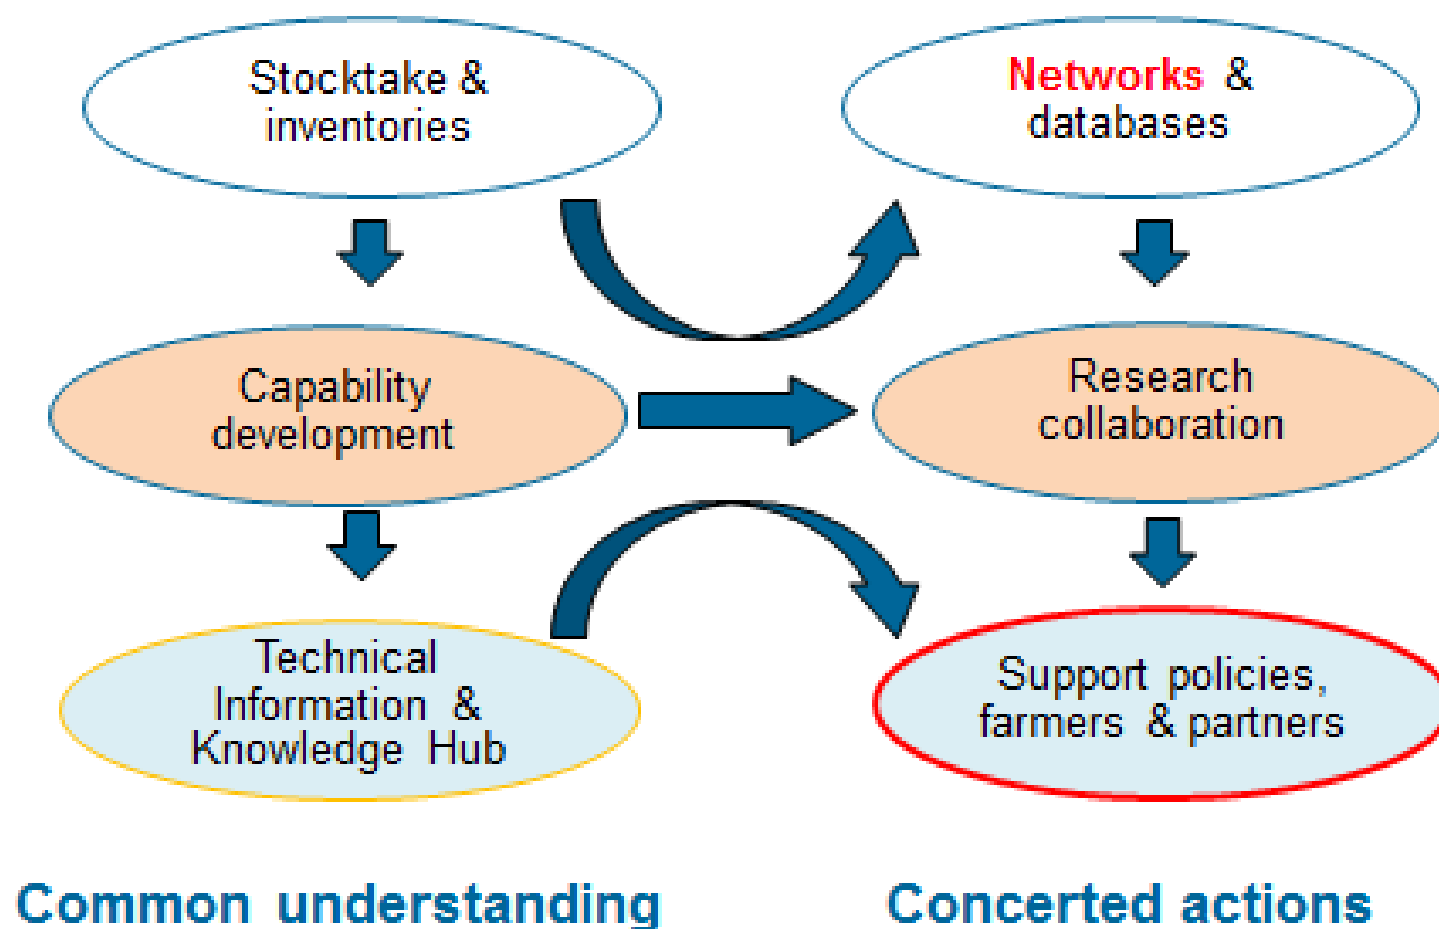 Stocktake &
inventories
Networks &
databases
Capability
development
Research
collaboration
Technical
Information &
Knowledge Hub
Support policies,
farmers & partners
Common understanding
Concerted actions